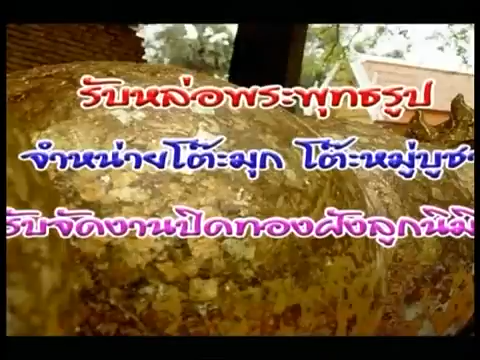 รับหล่อพระพุทธรูป
จำหน่ายโต๊ะมุก โต๊ะหมู่บูช
รับจัดงานปิดทองฝังลูกนิมิ